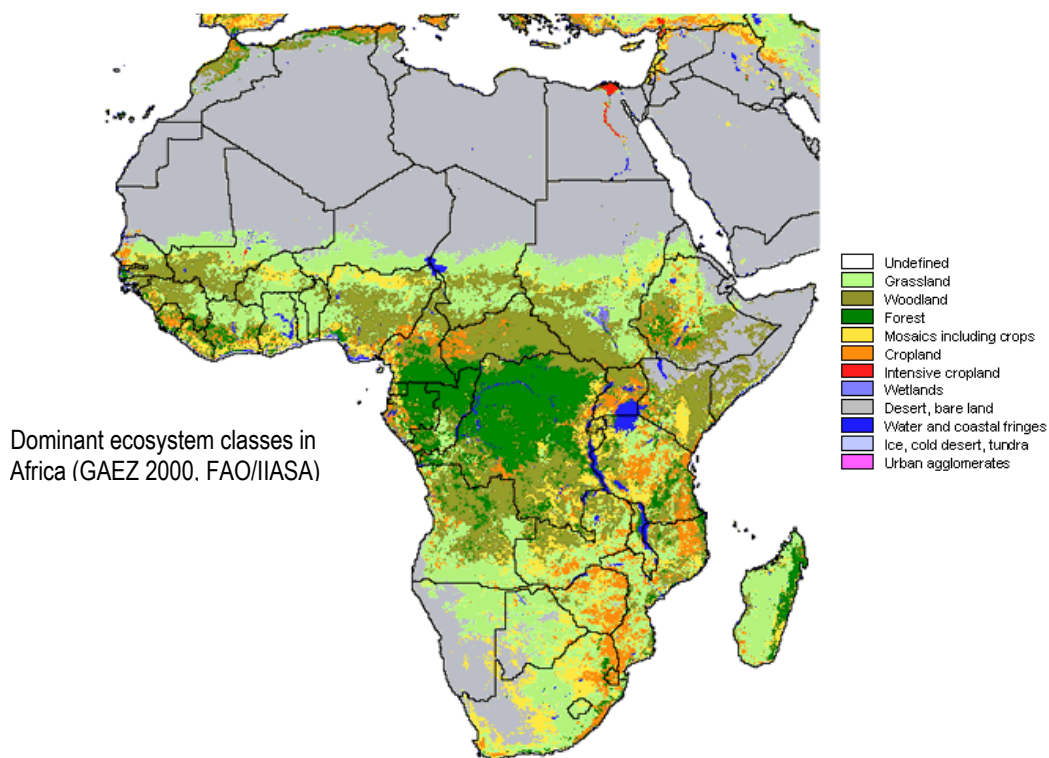 Undefined
Grassland
Woodland
Forest
Mosaics including crops
Cropland
Intensive cropland
Wetlands
Desert, bare land
Water and coastal fringes
Ice, cold desert, tundra
Urban agglomerates
Dominant ecosystem classes in
Africa (GAEZ 2000, FAO/IIASA)